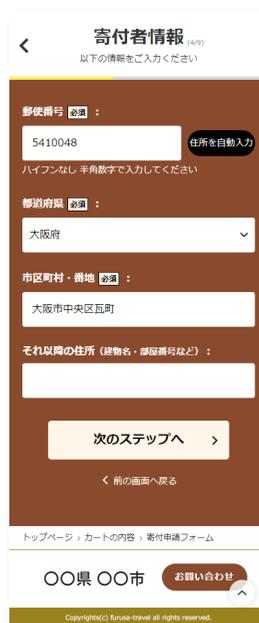 寄付者情報 (4/9)
以下の情報をご入力ください
郵便番号 必須 ：
5410048
住所を自動入力
ハイフンなし 半角数字で入力してください
都道府県 必須 ：
大阪府
市区町村・番地 必須 ：
大阪市中央区瓦町
それ以降の住所（建物名・部屋番号など）：
次のステップへ
前の画面へ戻る
トップページ › カートの内容 › 寄付申請フォーム
〇〇県 〇〇市
お問い合わせ
Copyrights(c) furusa-travel all rights reserved.